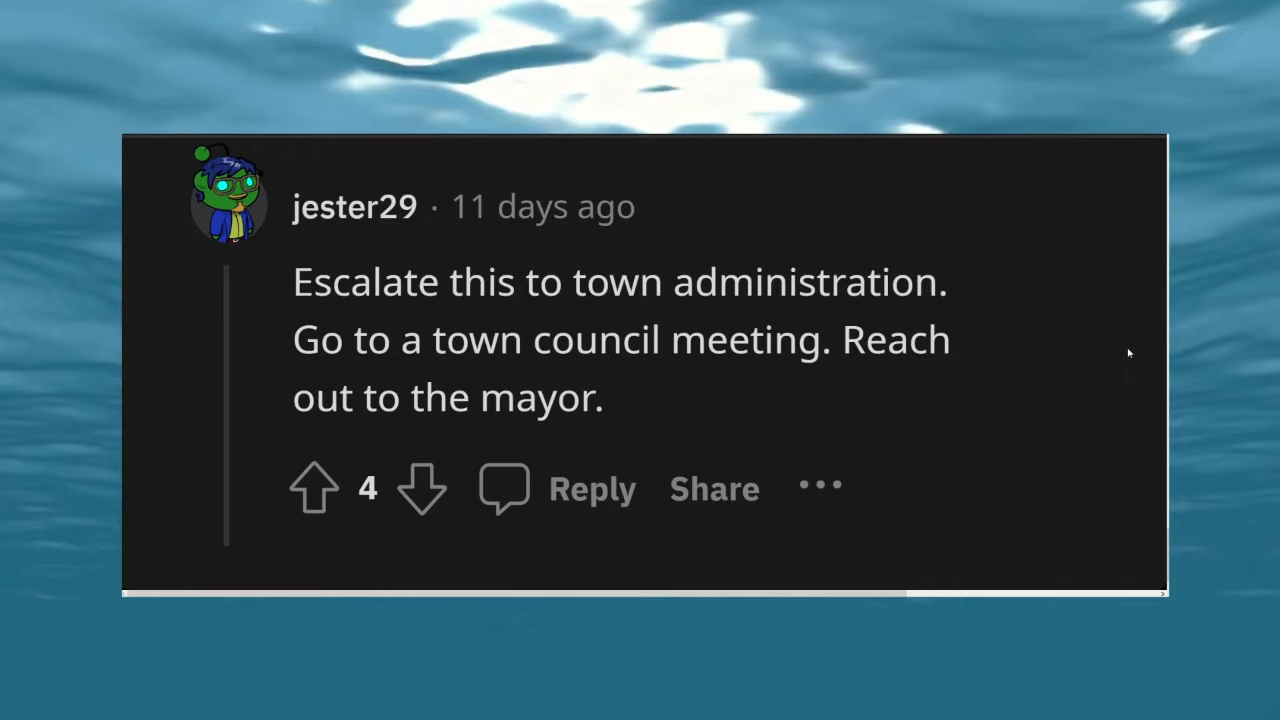 jester29 · 11 days ago
Escalate this to town administration.
Go to a town council meeting. Reach
out to the mayor.
4 Reply Share •••